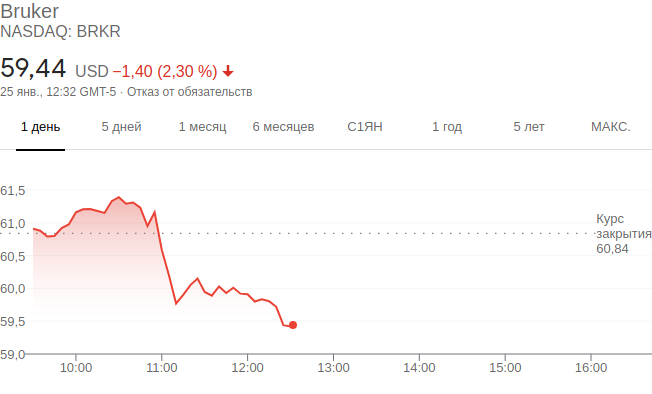 Bruker
NASDAQ: BRKR
59,44 USD −1,40 (2,30 %)
25 янв., 12:32 GMT-5 · Отказ от обязательств
1 день 5 дней 1 месяц 6 месяцев С1ЯН 1 год 5 лет МАКС.
61,5
61,0
60,5
60,0
59,5
59,0
Курс
закрытия
60,84
10:00 11:00 12:00 13:00 14:00 15:00 16:00